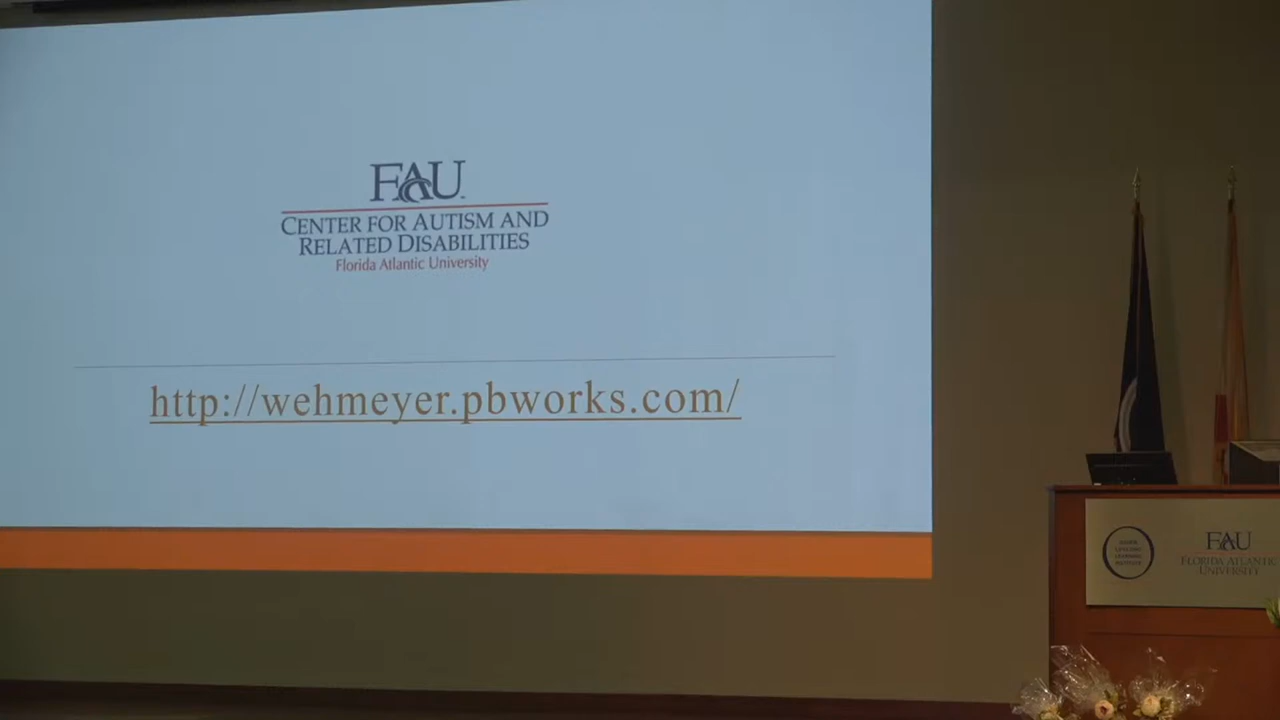 FAU
CENTER FOR AUTISM AND
RELATED DISABILITIES
Florida Atlantic University
http://wehmeyer.pbworks.com/
FAU
FLORIDA ATLANTIC
UNIVERSITY